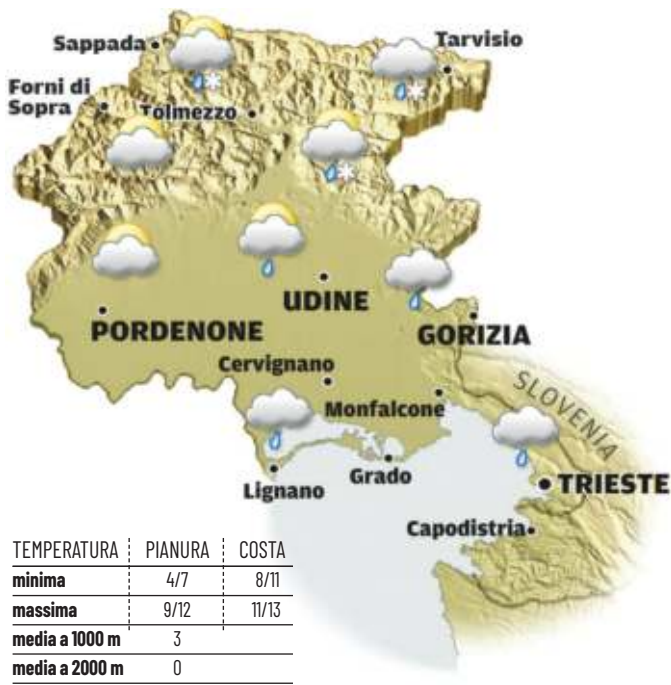 Sappada
Tarvisio
Forni di
Sopra
Tolmezzo
UDINE
PORDENONE
GORIZIA
Cervignano
SLOVENIA
Monfalcone
Grado
Lignano
TRIESTE
Capodistria
TEMPERATURA PIANURA COSTA
minima 4/7 8/11
massima 9/12 11/13
media a 1000 m 3
media a 2000 m 0